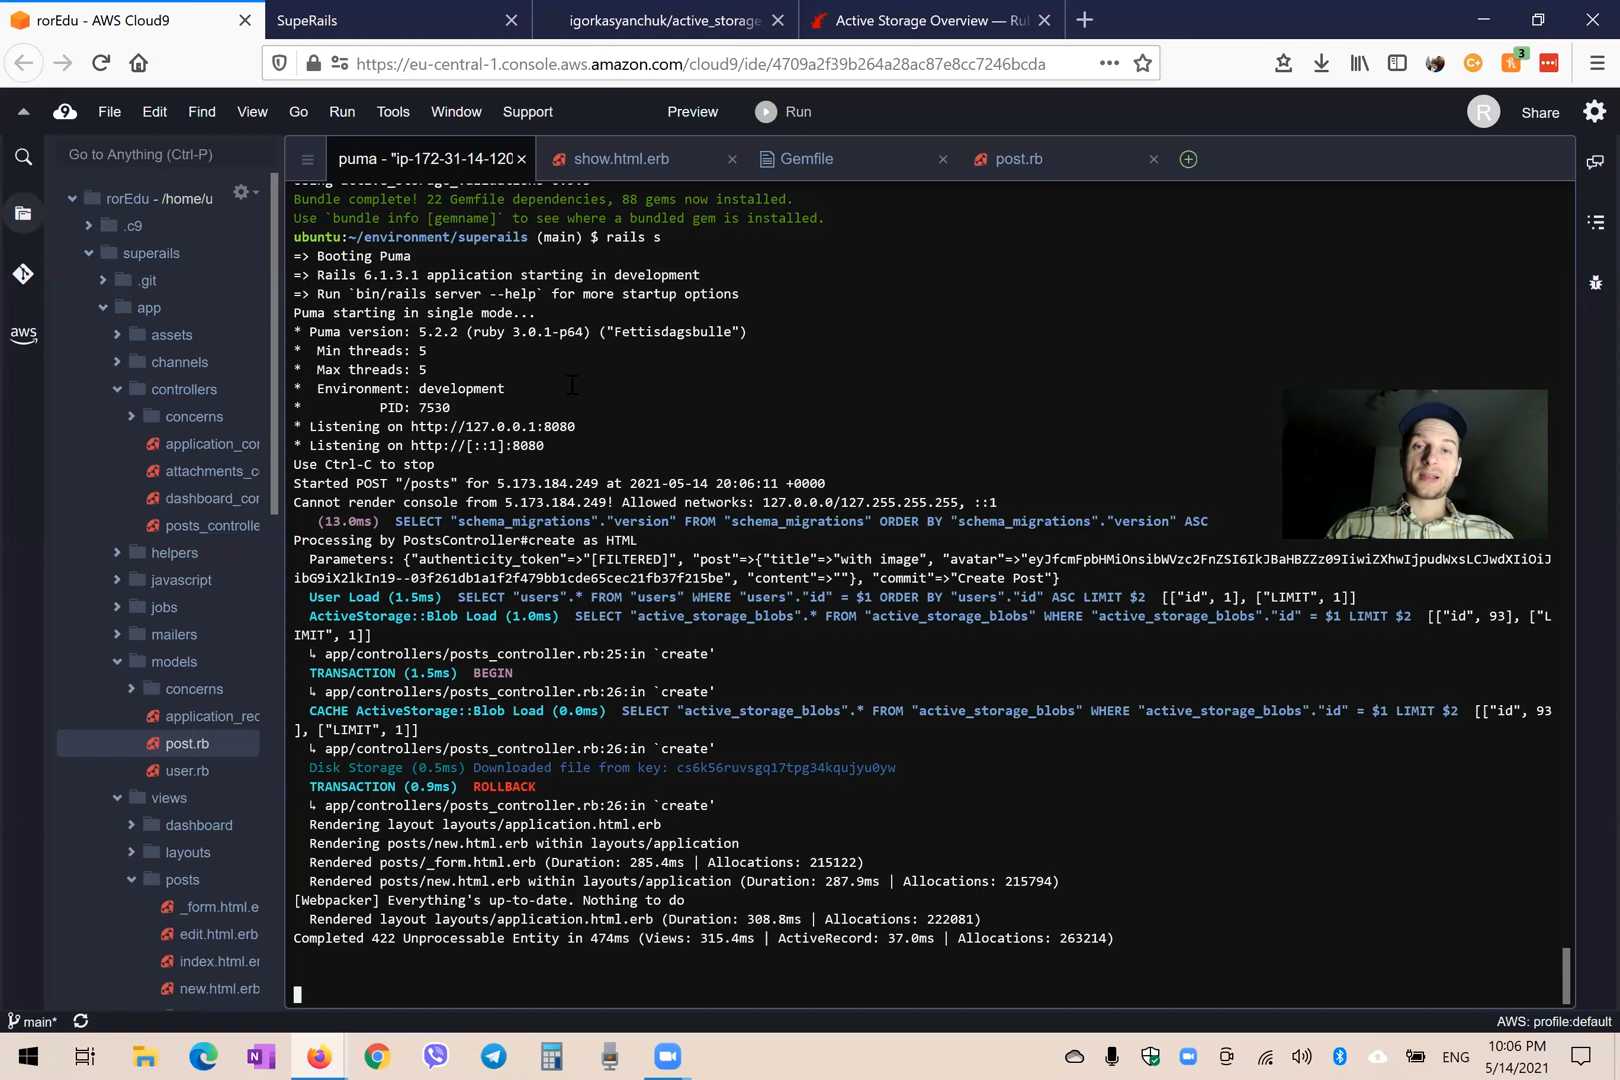 rorEdu - AWS Cloud9
SupeRails
igorkasyanchuk/active_storage_
Active Storage Overview — Ru
https://eu-central-1.console.aws.amazon.com/cloud9/ide/4709a2f39b264a28ac87e8cc7246bcda
3
9
File Edit Find View Go Run Tools Window Support Preview Run
R Share
Go to Anything (Ctrl-P)
puma - "ip-172-31-14-120
show.html.erb
Gemfile
post.rb
aws
rorEdu - /home/u
.c9
superails
.git
app
assets
channels
controllers
concerns
application_cor
attachments_c
dashboard_cor
posts_controlle
helpers
javascript
jobs
mailers
models
concerns
application_rec
post.rb
user.rb
views
dashboard
layouts
posts
_form.html.e
edit.html.erb
index.html.er
new.html.erb
Bundle complete! 22 Gemfile dependencies, 88 gems now installed.
Use `bundle info [gemname]` to see where a bundled gem is installed.
ubuntu:~/environment/superails (main) $ rails s
=> Booting Puma
=> Rails 6.1.3.1 application starting in development
=> Run `bin/rails server --help` for more startup options
Puma starting in single mode...
* Puma version: 5.2.2 (ruby 3.0.1-p64) ("Fettisdagsbulle")
*  Min threads: 5
*  Max threads: 5
*  Environment: development
*          PID: 7530
* Listening on http://127.0.0.1:8080
* Listening on http://[::1]:8080
Use Ctrl-C to stop
Started POST "/posts" for 5.173.184.249 at 2021-05-14 20:06:11 +0000
Cannot render console from 5.173.184.249! Allowed networks: 127.0.0.0/127.255.255.255, ::1
(13.0ms)  SELECT "schema_migrations"."version" FROM "schema_migrations" ORDER BY "schema_migrations"."version" ASC
Processing by PostsController#create as HTML
Parameters: {"authenticity_token"=>"[FILTERED]", "post"=>{"title"=>"with image", "avatar"=>"eyJfcmFpbHMiOnsibWVzc2FnZSI6IkJBaHBZZz09IiwiZXhwIjpudWxsLCJwdXIiOiJ
ibG9iX2lkIn19--03f261db1a1f2f479bb1cde65cec21fb37f215be", "content"=>""}, "commit"=>"Create Post"}
User Load (1.5ms)  SELECT "users".* FROM "users" WHERE "users"."id" = $1 ORDER BY "users"."id" ASC LIMIT $2  [["id", 1], ["LIMIT", 1]]
ActiveStorage::Blob Load (1.0ms)  SELECT "active_storage_blobs".* FROM "active_storage_blobs" WHERE "active_storage_blobs"."id" = $1 LIMIT $2  [["id", 93], ["L
IMIT", 1]]
↳ app/controllers/posts_controller.rb:25:in `create'
TRANSACTION (1.5ms)  BEGIN
↳ app/controllers/posts_controller.rb:26:in `create'
CACHE ActiveStorage::Blob Load (0.0ms)  SELECT "active_storage_blobs".* FROM "active_storage_blobs" WHERE "active_storage_blobs"."id" = $1 LIMIT $2  [["id", 93
], ["LIMIT", 1]]
↳ app/controllers/posts_controller.rb:26:in `create'
Disk Storage (0.5ms) Downloaded file from key: cs6k56ruvsgq17tpg34kqujyu0yw
TRANSACTION (0.9ms)  ROLLBACK
↳ app/controllers/posts_controller.rb:26:in `create'
Rendering layout layouts/application.html.erb
Rendering posts/new.html.erb within layouts/application
Rendered posts/_form.html.erb (Duration: 285.4ms | Allocations: 215122)
Rendered posts/new.html.erb within layouts/application (Duration: 287.9ms | Allocations: 215794)
[Webpacker] Everything's up-to-date. Nothing to do
Rendered layout layouts/application.html.erb (Duration: 308.8ms | Allocations: 222081)
Completed 422 Unprocessable Entity in 474ms (Views: 315.4ms | ActiveRecord: 37.0ms | Allocations: 263214)
main*
AWS: profile:default
ENG
10:06 PM
5/14/2021